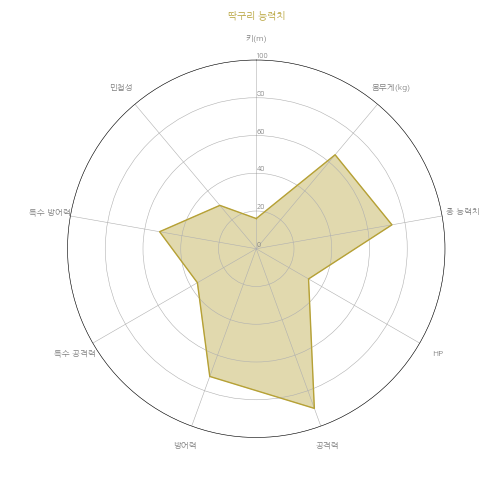 딱구리 능력치
키(m)
100
민첩성
몸무게(kg)
80
60
40
특수 방어력
20
총 능력치
0
특수 공격력
HP
방어력
공격력